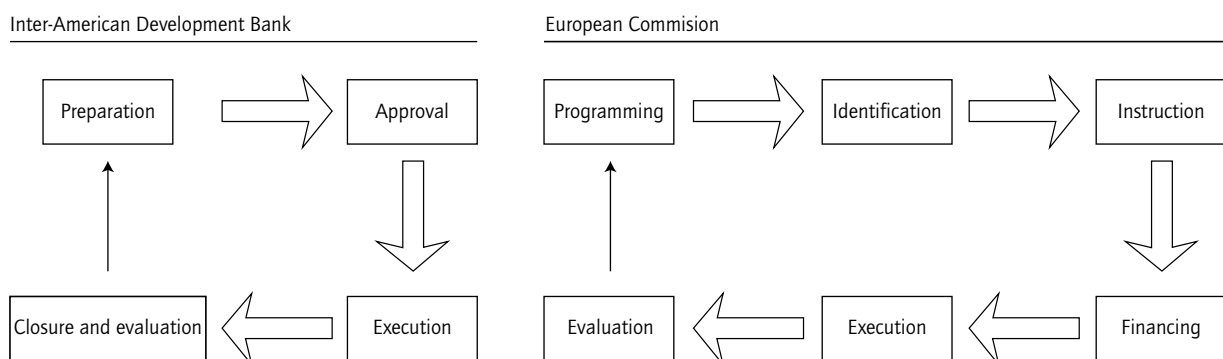 Inter-American Development Bank
European Commision
Preparation
Approval
Programming
Identification
Instruction
Closure and evaluation
Execution
Evaluation
Execution
Financing